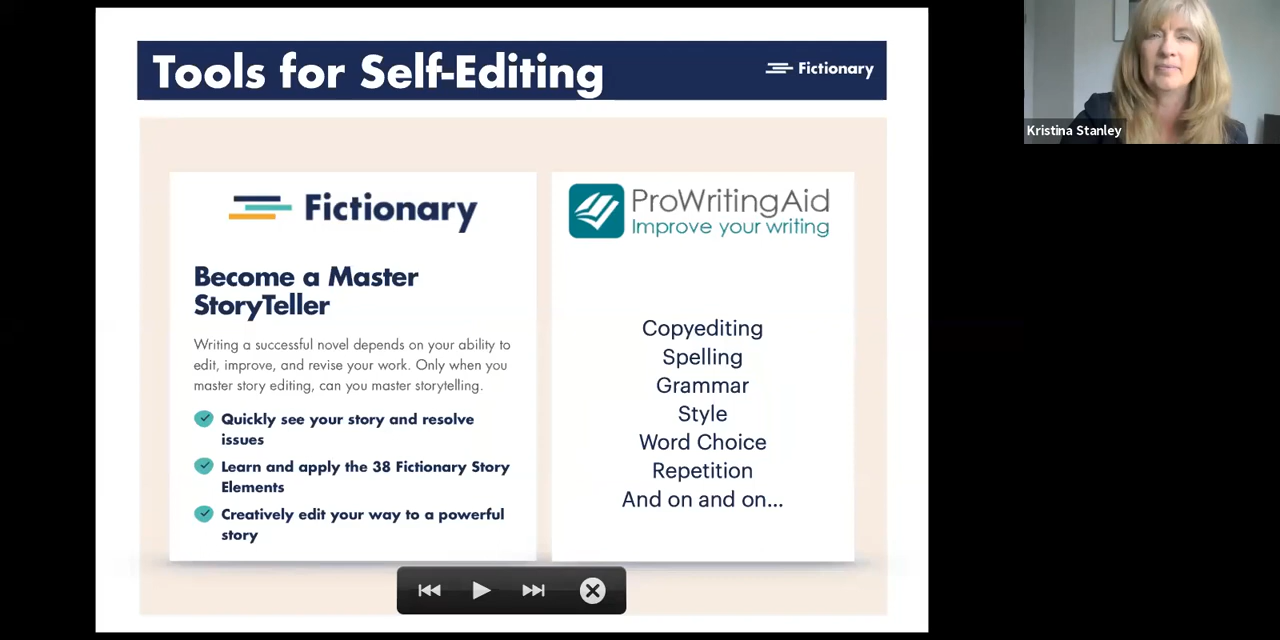 Tools for Self-Editing
Fictionary
Kristina Stanley
Fictionary
Become a Master
StoryTeller
Writing a successful novel depends on your ability to
edit, improve, and revise your work. Only when you
master story editing, can you master storytelling.
Quickly see your story and resolve
issues
Learn and apply the 38 Fictionary Story
Elements
Creatively edit your way to a powerful
story
ProWritingAid
Improve your writing
Copyediting
Spelling
Grammar
Style
Word Choice
Repetition
And on and on...